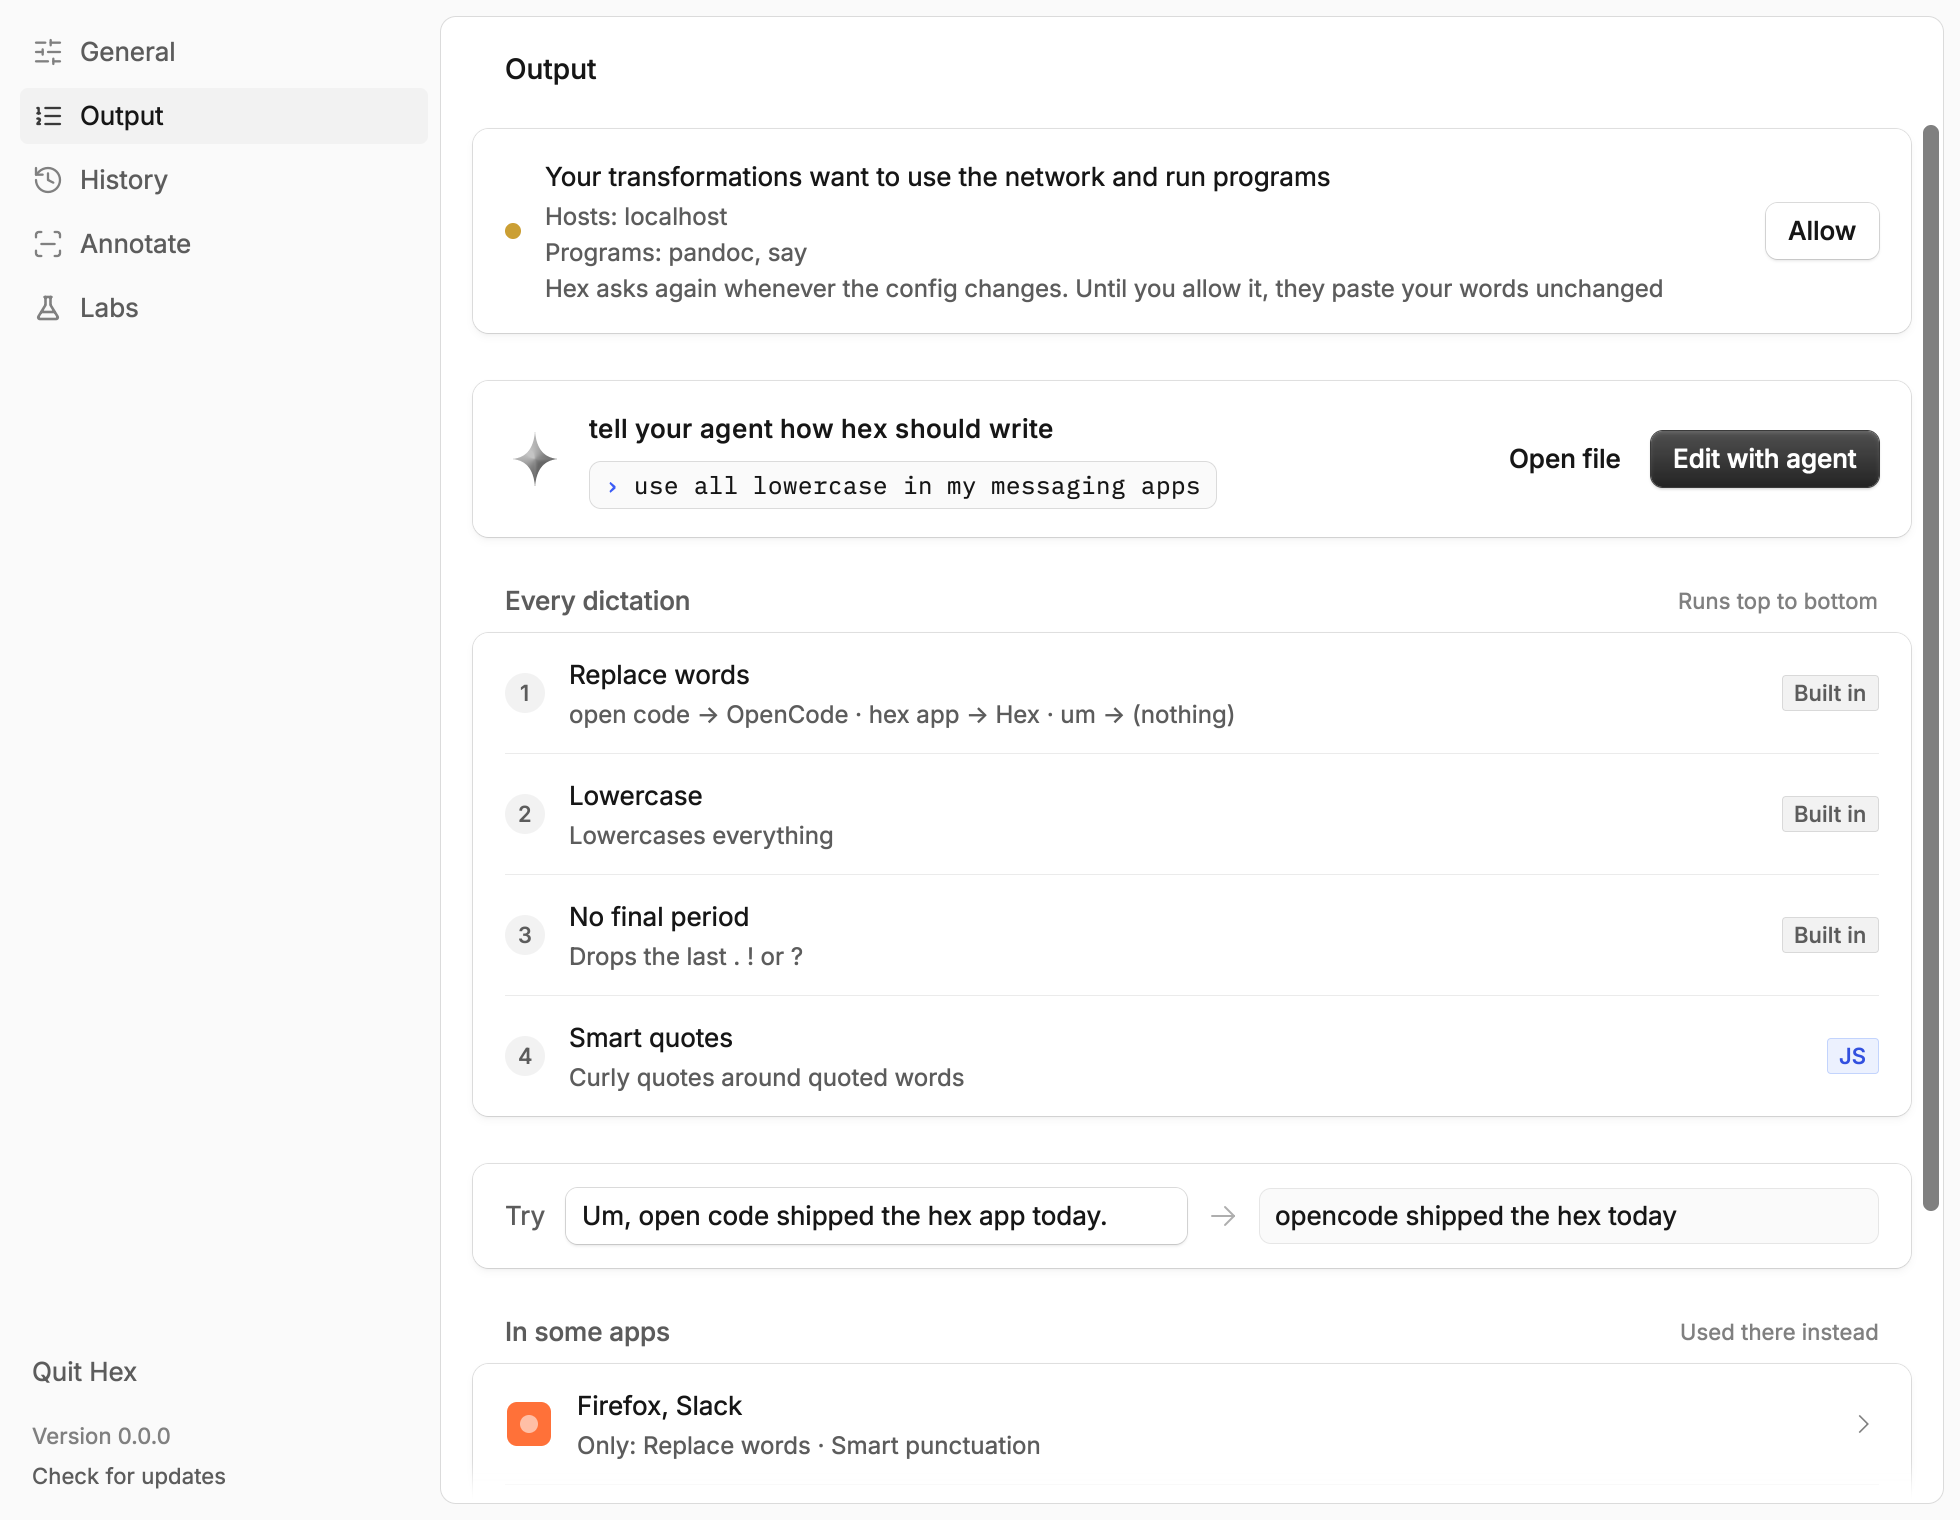 General
Output
History
Annotate
Labs
Quit Hex
Version 0.0.0
Check for updates
Output
Your transformations want to use the network and run programs
Hosts: localhost
Programs: pandoc, say
Hex asks again whenever the config changes. Until you allow it, they paste your words unchanged
Allow
tell your agent how hex should write
› use all lowercase in my messaging apps
Open file
Edit with agent
Every dictation
Runs top to bottom
1
Replace words
open code → OpenCode · hex app → Hex · um → (nothing)
Built in
2
Lowercase
Lowercases everything
Built in
3
No final period
Drops the last . ! or ?
Built in
4
Smart quotes
Curly quotes around quoted words
JS
Try
Um, open code shipped the hex app today.
→
opencode shipped the hex today
In some apps
Used there instead
Firefox, Slack
Only: Replace words · Smart punctuation